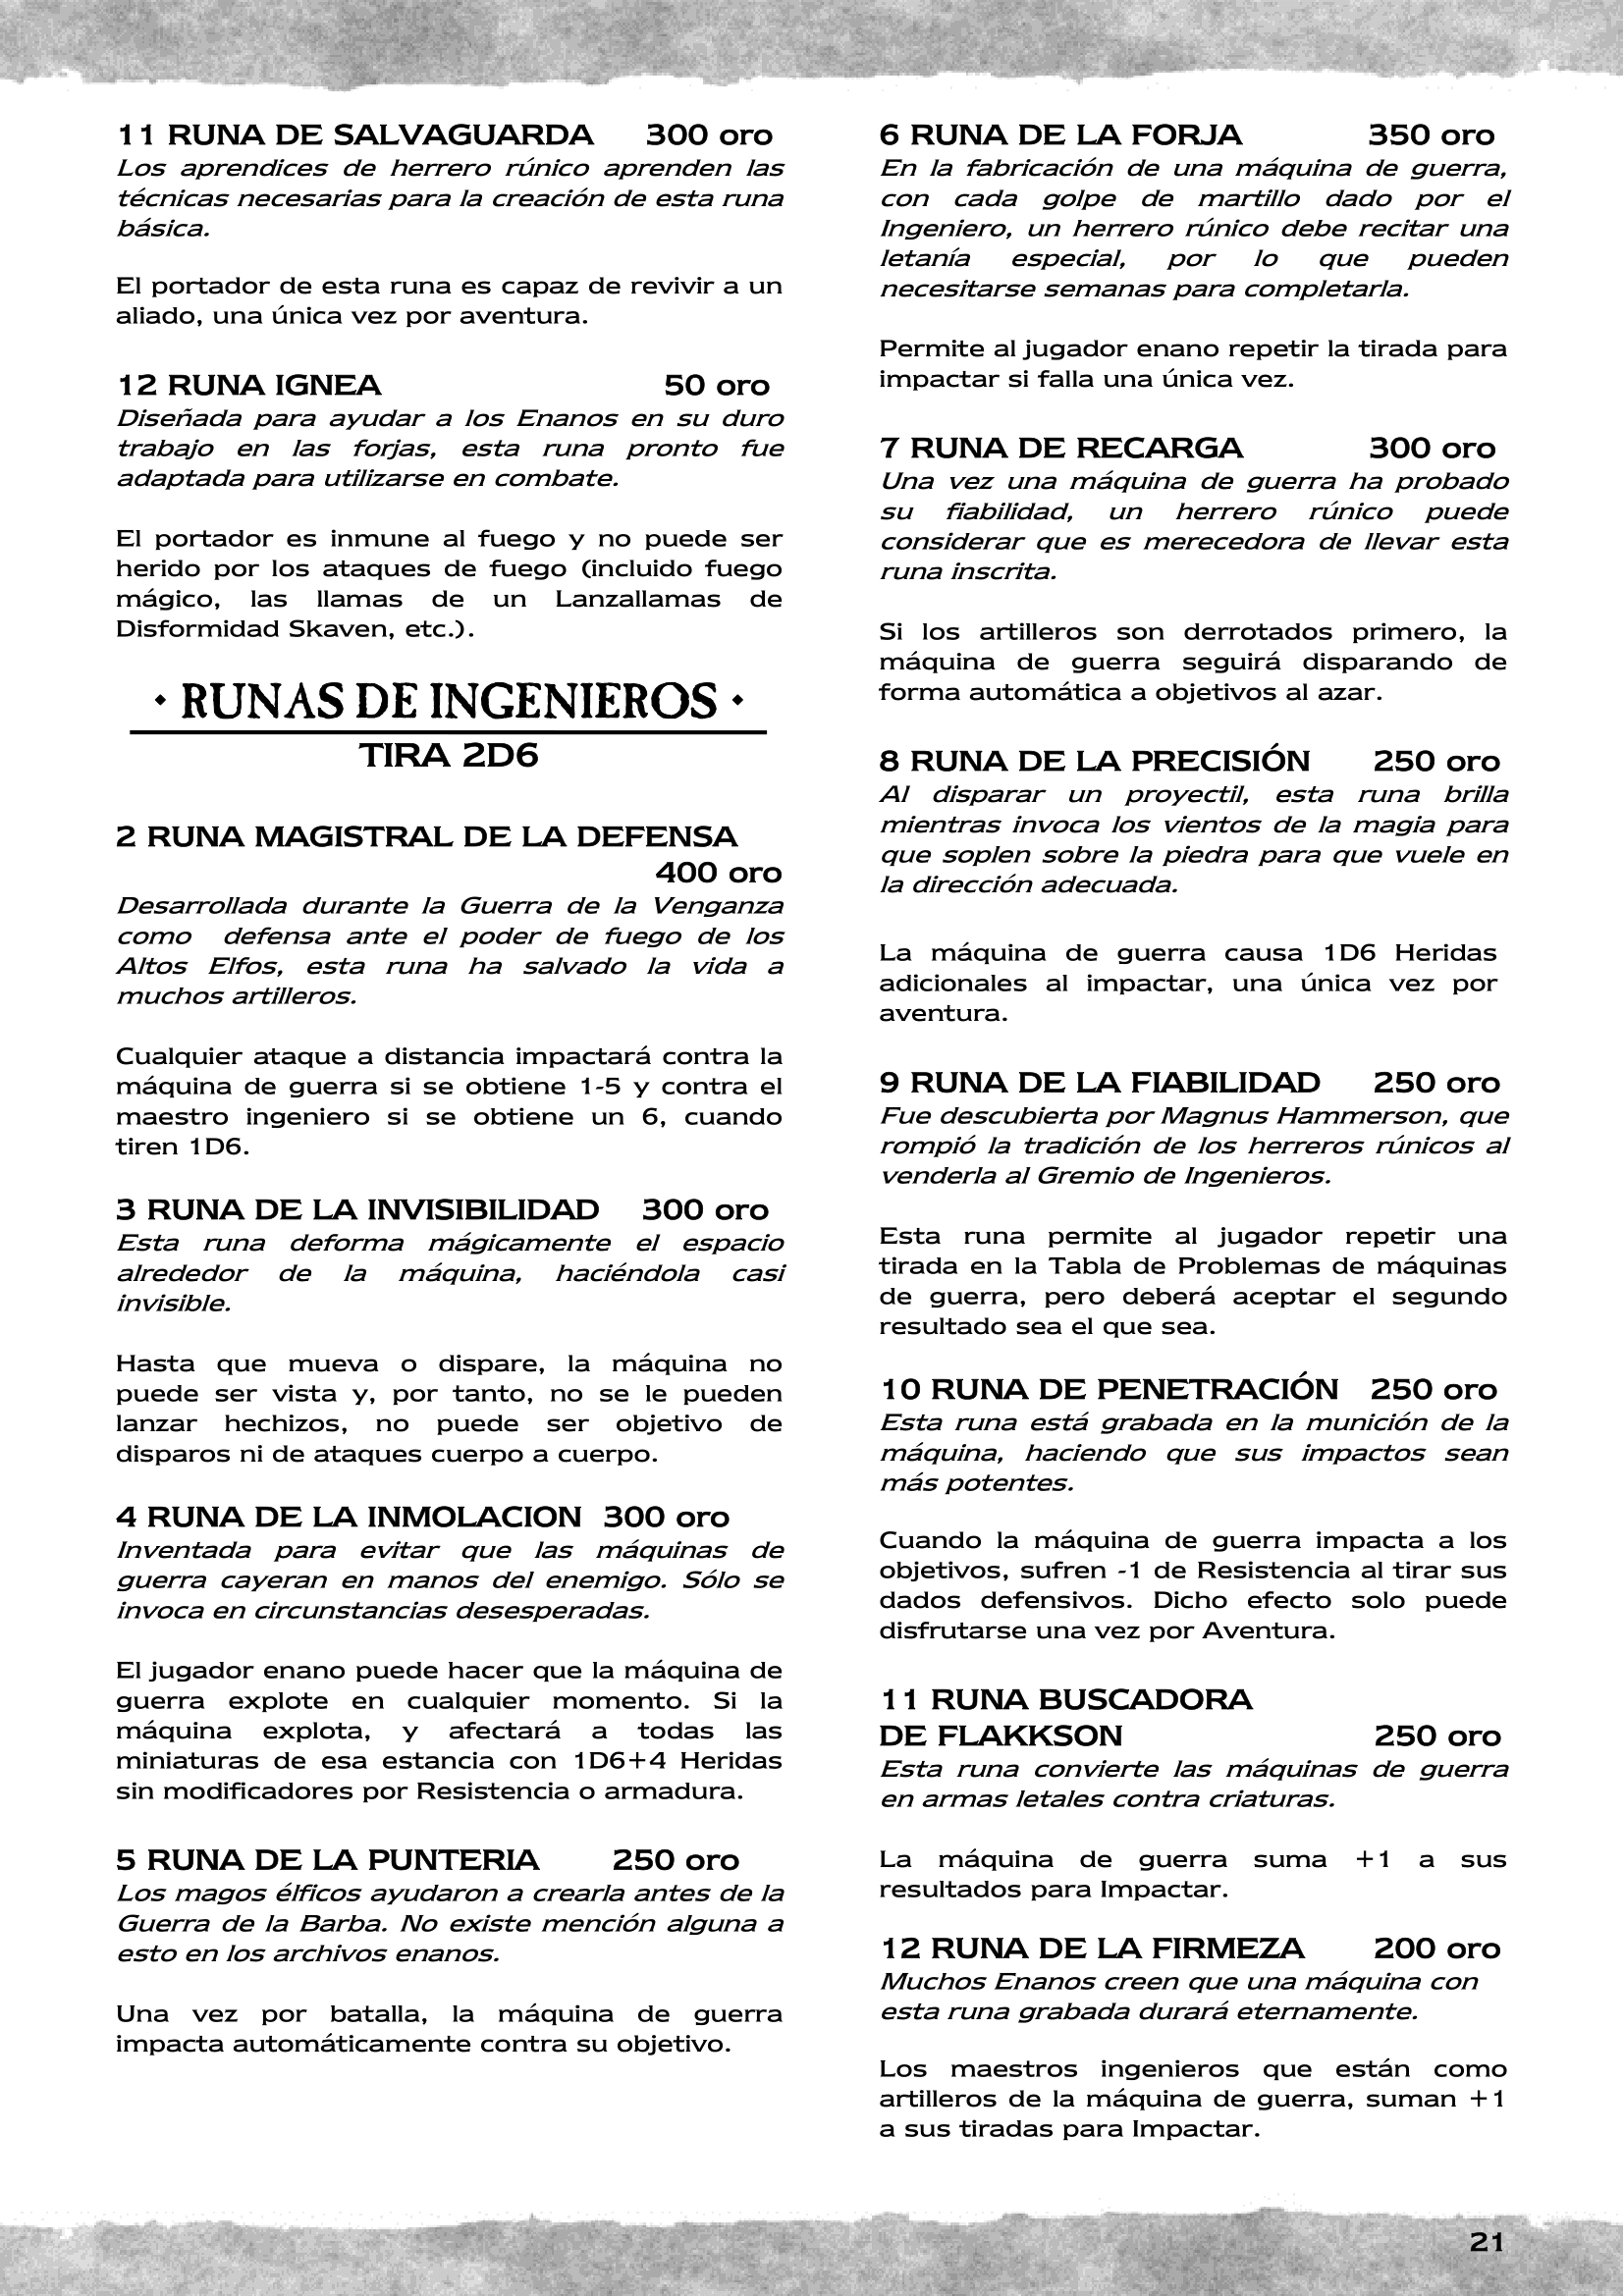 11 RUNA DE SALVAGUARDA 300 oro
Los aprendices de herrero rúnico aprenden las
técnicas necesarias para la creación de esta runa
básica.
El portador de esta runa es capaz de revivir a un
aliado, una única vez por aventura.
12 RUNA IGNEA 50 oro
Diseñada para ayudar a los Enanos en su duro
trabajo en las forjas, esta runa pronto fue
adaptada para utilizarse en combate.
El portador es inmune al fuego y no puede ser
herido por los ataques de fuego (incluido fuego
mágico, las llamas de un Lanzallamas de
Disformidad Skaven, etc.).
· RUNAS DE INGENIEROS ·
TIRA 2D6
2 RUNA MAGISTRAL DE LA DEFENSA
400 oro
Desarrollada durante la Guerra de la Venganza
como defensa ante el poder de fuego de los
Altos Elfos, esta runa ha salvado la vida a
muchos artilleros.
Cualquier ataque a distancia impactará contra la
máquina de guerra si se obtiene 1-5 y contra el
maestro ingeniero si se obtiene un 6, cuando
tiren 1D6.
3 RUNA DE LA INVISIBILIDAD 300 oro
Esta runa deforma mágicamente el espacio
alrededor de la máquina, haciéndola casi
invisible.
Hasta que mueva o dispare, la máquina no
puede ser vista y, por tanto, no se le pueden
lanzar hechizos, no puede ser objetivo de
disparos ni de ataques cuerpo a cuerpo.
4 RUNA DE LA INMOLACION 300 oro
Inventada para evitar que las máquinas de
guerra cayeran en manos del enemigo. Sólo se
invoca en circunstancias desesperadas.
El jugador enano puede hacer que la máquina de
guerra explote en cualquier momento. Si la
máquina explota, y afectará a todas las
miniaturas de esa estancia con 1D6+4 Heridas
sin modificadores por Resistencia o armadura.
5 RUNA DE LA PUNTERIA 250 oro
Los magos élficos ayudaron a crearla antes de la
Guerra de la Barba. No existe mención alguna a
esto en los archivos enanos.
Una vez por batalla, la máquina de guerra
impacta automáticamente contra su objetivo.
6 RUNA DE LA FORJA 350 oro
En la fabricación de una máquina de guerra,
con cada golpe de martillo dado por el
Ingeniero, un herrero rúnico debe recitar una
letanía especial, por lo que pueden
necesitarse semanas para completarla.
Permite al jugador enano repetir la tirada para
impactar si falla una única vez.
7 RUNA DE RECARGA 300 oro
Una vez una máquina de guerra ha probado
su fiabilidad, un herrero rúnico puede
considerar que es merecedora de llevar esta
runa inscrita.
Si los artilleros son derrotados primero, la
máquina de guerra seguirá disparando de
forma automática a objetivos al azar.
8 RUNA DE LA PRECISIÓN 250 oro
Al disparar un proyectil, esta runa brilla
mientras invoca los vientos de la magia para
que soplen sobre la piedra para que vuele en
la dirección adecuada.
La máquina de guerra causa 1D6 Heridas
adicionales al impactar, una única vez por
aventura.
9 RUNA DE LA FIABILIDAD 250 oro
Fue descubierta por Magnus Hammerson, que
rompió la tradición de los herreros rúnicos al
venderla al Gremio de Ingenieros.
Esta runa permite al jugador repetir una
tirada en la Tabla de Problemas de máquinas
de guerra, pero deberá aceptar el segundo
resultado sea el que sea.
10 RUNA DE PENETRACIÓN 250 oro
Esta runa está grabada en la munición de la
máquina, haciendo que sus impactos sean
más potentes.
Cuando la máquina de guerra impacta a los
objetivos, sufren -1 de Resistencia al tirar sus
dados defensivos. Dicho efecto solo puede
disfrutarse una vez por Aventura.
11 RUNA BUSCADORA
DE FLAKKSON 250 oro
Esta runa convierte las máquinas de guerra
en armas letales contra criaturas.
La máquina de guerra suma +1 a sus
resultados para Impactar.
12 RUNA DE LA FIRMEZA 200 oro
Muchos Enanos creen que una máquina con
esta runa grabada durará eternamente.
Los maestros ingenieros que están como
artilleros de la máquina de guerra, suman +1
a sus tiradas para Impactar.
21